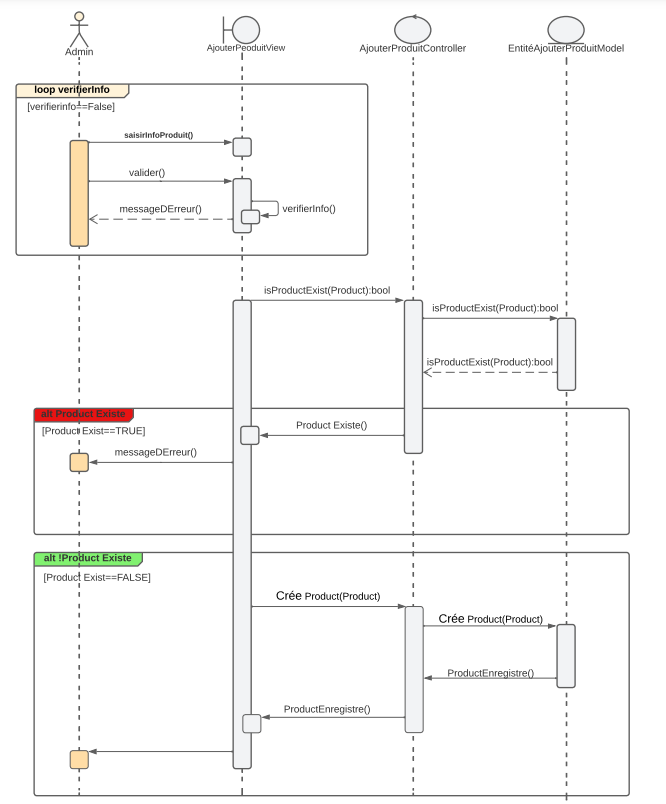 Admin
AjouterPeoduitView
AjouterProduitController
EntitéAjouterProduitModel
loop verifierInfo
[verifierinfo==False]
saisirInfoProduit()
valider()
messageDErreur()
verifierInfo()
isProductExist(Product):bool
isProductExist(Product):bool
isProductExist(Product):bool
alt Product Existe
[Product Exist==TRUE]
Product Existe()
messageDErreur()
alt !Product Existe
[Product Exist==FALSE]
Crée Product(Product)
Crée Product(Product)
ProductEnregistre()
ProductEnregistre()